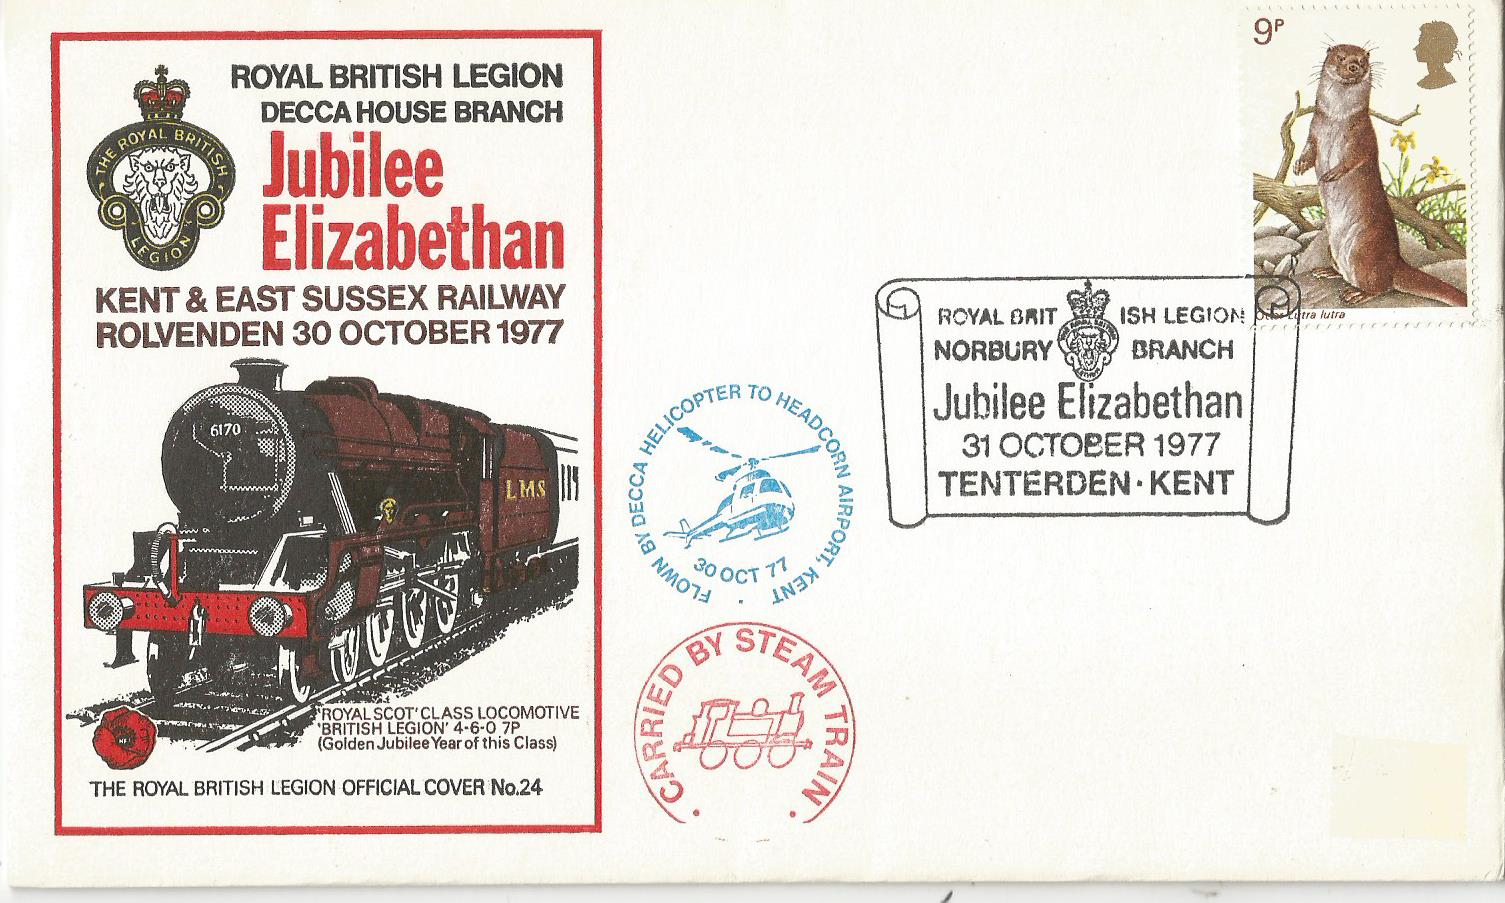 ROYAL BRITISH LEGION
DECCA HOUSE BRANCH
Jubilee
Elizabethan
KENT & EAST SUSSEX RAILWAY
ROLVENDEN 30 OCTOBER 1977
THE ROYAL BRITISH
LEGION
6170
LMS
'ROYAL SCOT' CLASS LOCOMOTIVE
'BRITISH LEGION' 4-6-0 7P
(Golden Jubilee Year of this Class)
THE ROYAL BRITISH LEGION OFFICIAL COVER No.24
FLOWN BY DECCA HELICOPTER TO HEADCORN AIRPORT, KENT
30 OCT 77
· CARRIED BY STEAM TRAIN ·
9P
Otter Lutra lutra
ROYAL BRIT ISH LEGION
NORBURY BRANCH
Jubilee Elizabethan
31 OCTOBER 1977
TENTERDEN · KENT